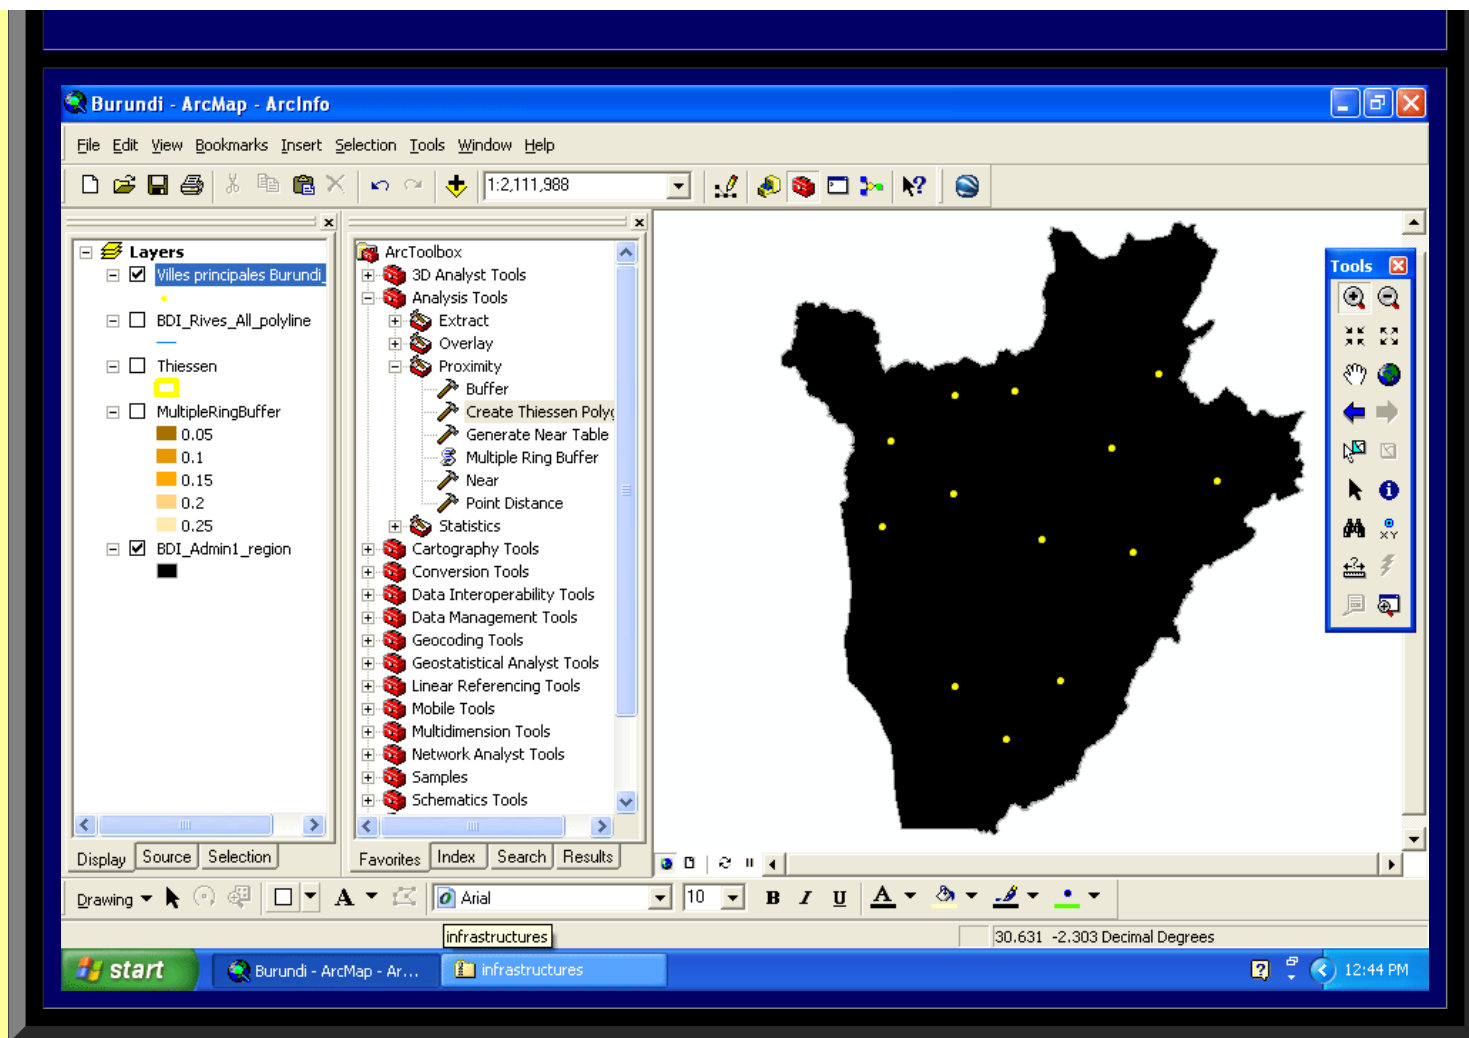 Burundi - ArcMap - ArcInfo
File Edit View Bookmarks Insert Selection Tools Window Help
1:2,111,988
Layers
Villes principales Burundi_
BDI_Rives_All_polyline
Thiessen
MultipleRingBuffer
0.05
0.1
0.15
0.2
0.25
BDI_Admin1_region
Display Source Selection
ArcToolbox
3D Analyst Tools
Analysis Tools
Extract
Overlay
Proximity
Buffer
Create Thiessen Polyg
Generate Near Table
Multiple Ring Buffer
Near
Point Distance
Statistics
Cartography Tools
Conversion Tools
Data Interoperability Tools
Data Management Tools
Geocoding Tools
Geostatistical Analyst Tools
Linear Referencing Tools
Mobile Tools
Multidimension Tools
Network Analyst Tools
Samples
Schematics Tools
Favorites Index Search Results
Tools
XY
Drawing A Arial 10 B I U A
infrastructures
30.631 -2.303 Decimal Degrees
start Burundi - ArcMap - Ar... infrastructures 12:44 PM